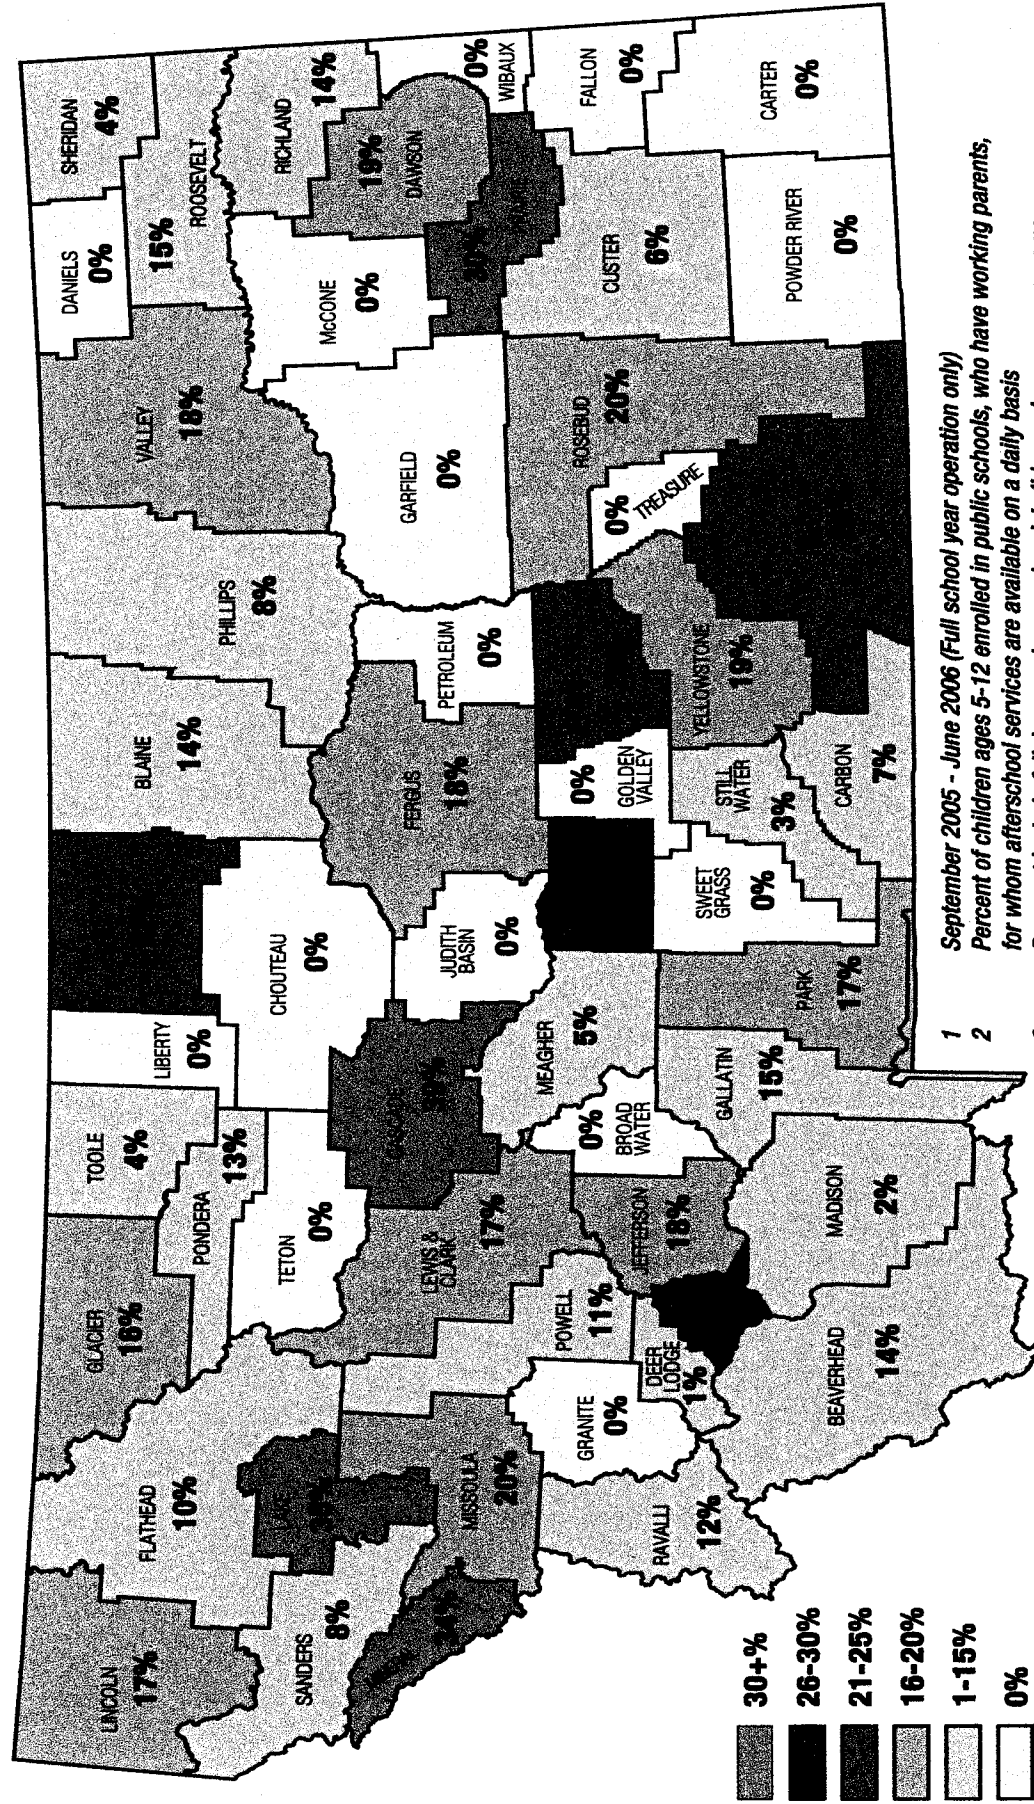 LINCOLN
17%
FLATHEAD
10%
GLACIER
18%
TOOLE
4%
LIBERTY
0%
BLAINE
14%
PHILLIPS
8%
VALLEY
18%
DANIELS
0%
SHERIDAN
4%
ROOSEVELT
15%
SANDERS
8%
LAKE
PONDERA
13%
TETON
0%
CHOUTEAU
0%
RICHLAND
14%
McCONE
0%
DAWSON
19%
GARFIELD
0%
PETROLEUM
0%
FERGUS
18%
JUDITH
BASIN
0%
CASCADE
LEWIS &
CLARK
17%
MISSOULA
20%
24%
POWELL
11%
GRANITE
0%
RAVALLI
12%
DEER
LODGE
1%
JEFFERSON
18%
BROAD
WATER
0%
MEAGHER
5%
GOLDEN
VALLEY
0%
WIBAUX
0%
FALLON
0%
CUSTER
6%
ROSEBUD
20%
TREASURE
0%
YELLOWSTONE
19%
STILL
WATER
3%
SWEET
GRASS
0%
PARK
17%
GALLATIN
15%
MADISON
2%
BEAVERHEAD
14%
CARBON
7%
POWDER RIVER
0%
CARTER
0%
30+%
26-30%
21-25%
16-20%
1-15%
0%
1 September 2005 - June 2006 (Full school year operation only)
2 Percent of children ages 5-12 enrolled in public schools, who have working parents,
for whom afterschool services are available on a daily basis